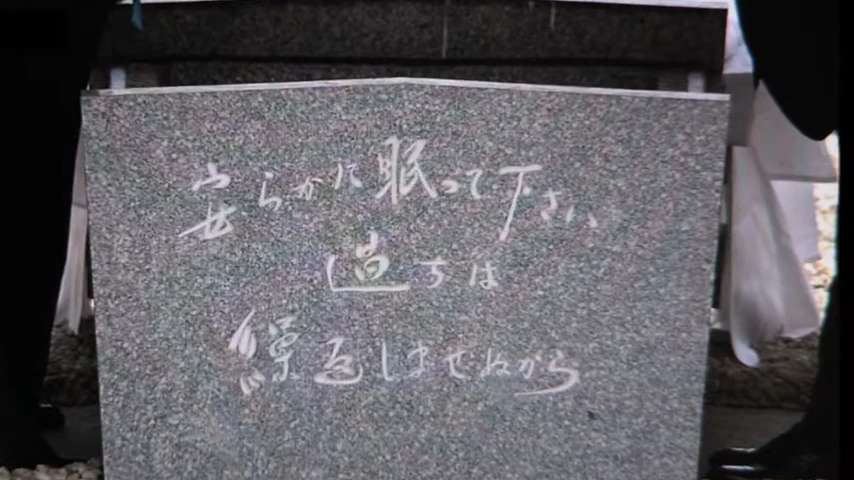 安らかに眠って下さい
過ちは
繰返しませぬから